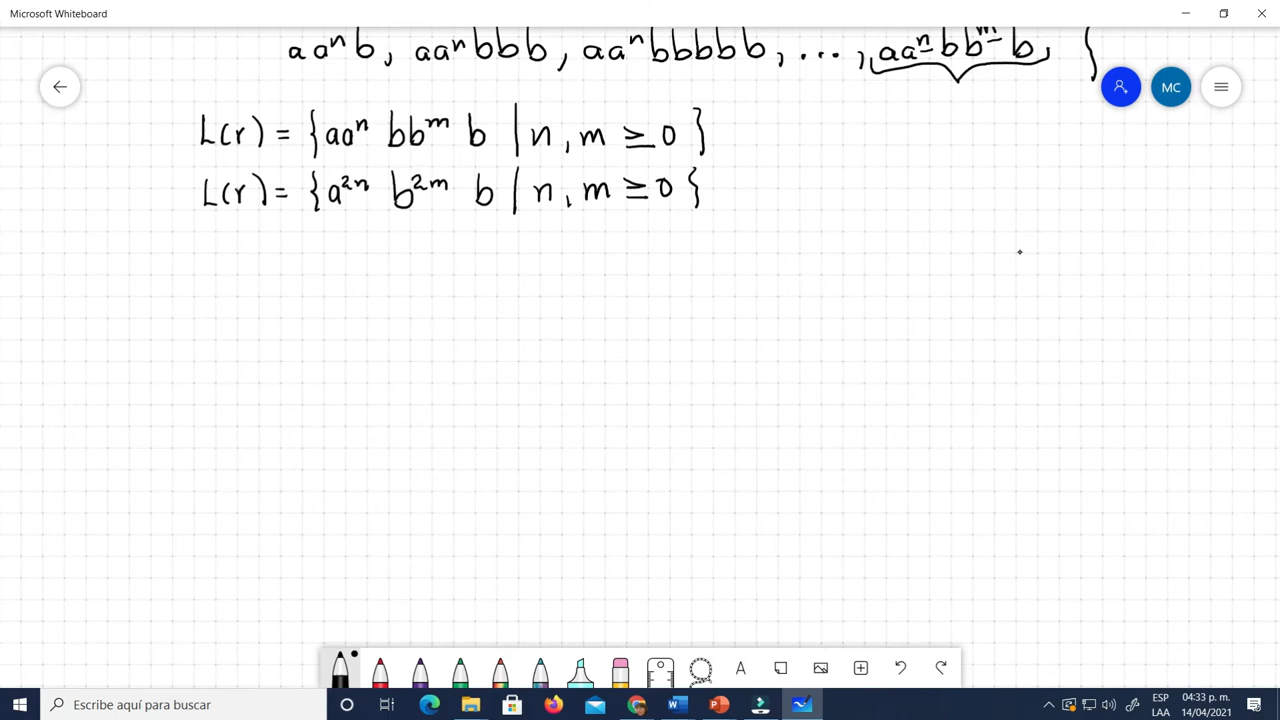 Microsoft Whiteboard
aaⁿb, aaⁿbbb, aaⁿbbbbb, ..., aaⁿbbᵐb, }
MC
L(r) = {aaⁿ bbᵐ b | n, m ≥ 0 }
L(r) = {a²ⁿ b²ᵐ b | n, m ≥ 0 }
A
Escribe aquí para buscar
ESP
LAA
04:33 p. m.
14/04/2021